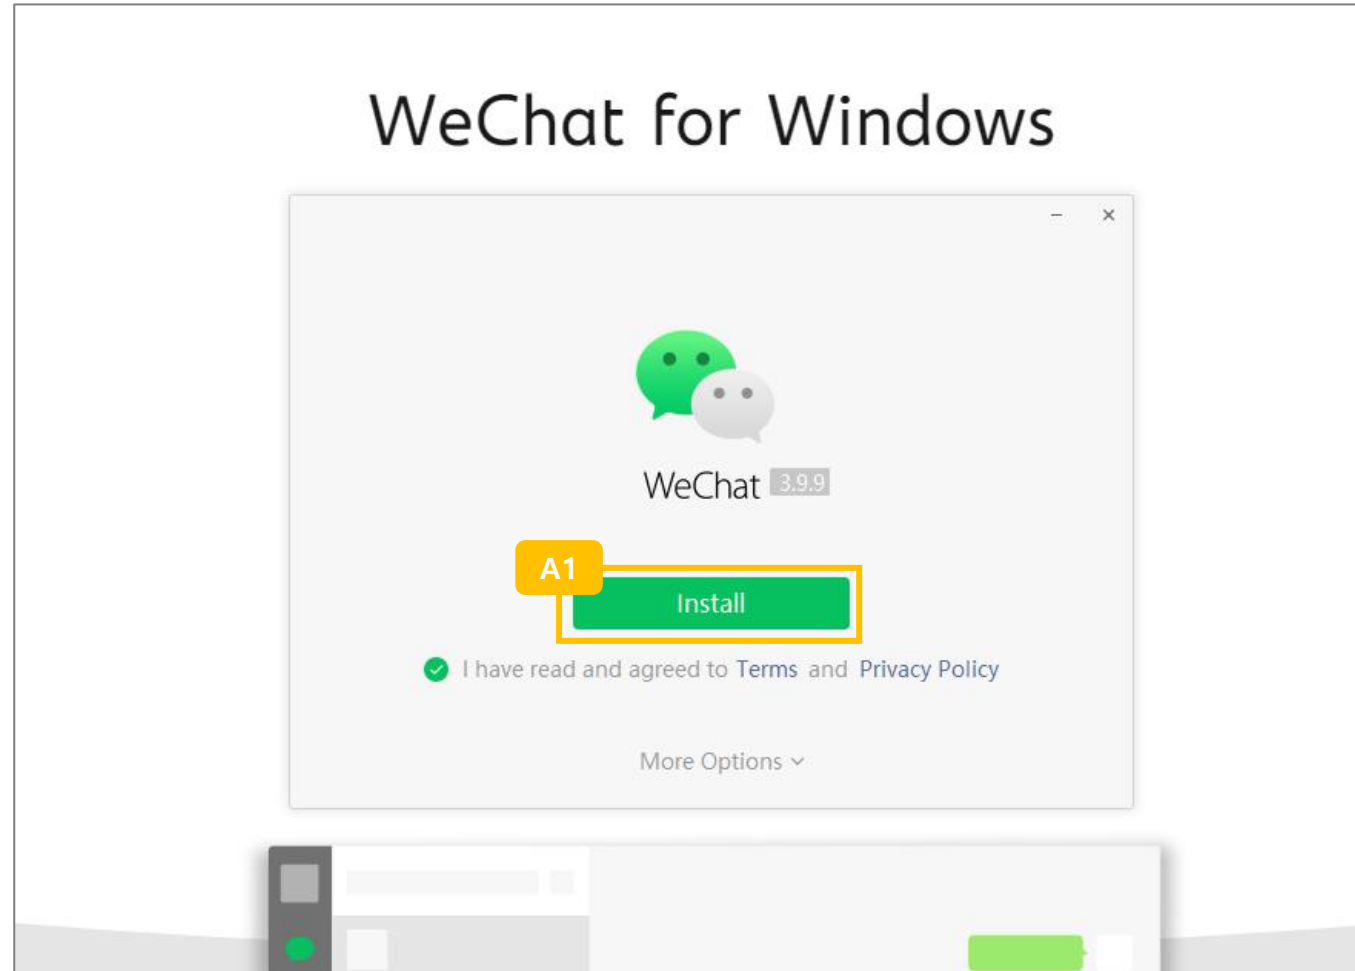 WeChat for Windows
WeChat 3.9.9
A1
Install
I have read and agreed to Terms and Privacy Policy
More Options